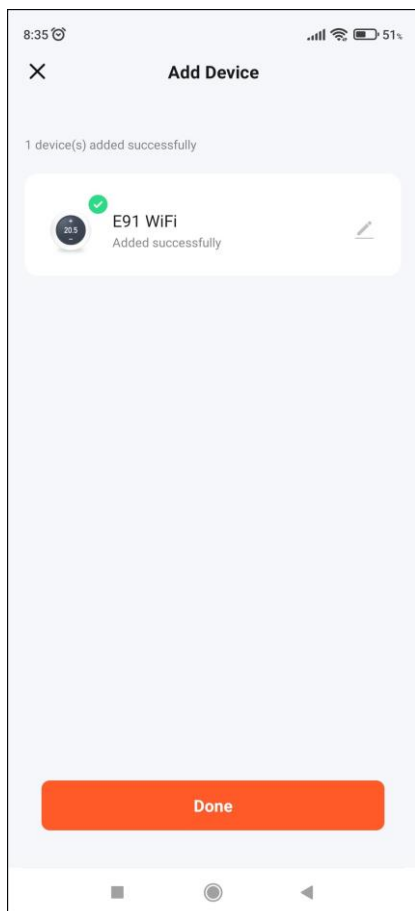 8:35
51%
Add Device
1 device(s) added successfully
20.5
E91 WiFi
Added successfully
Done